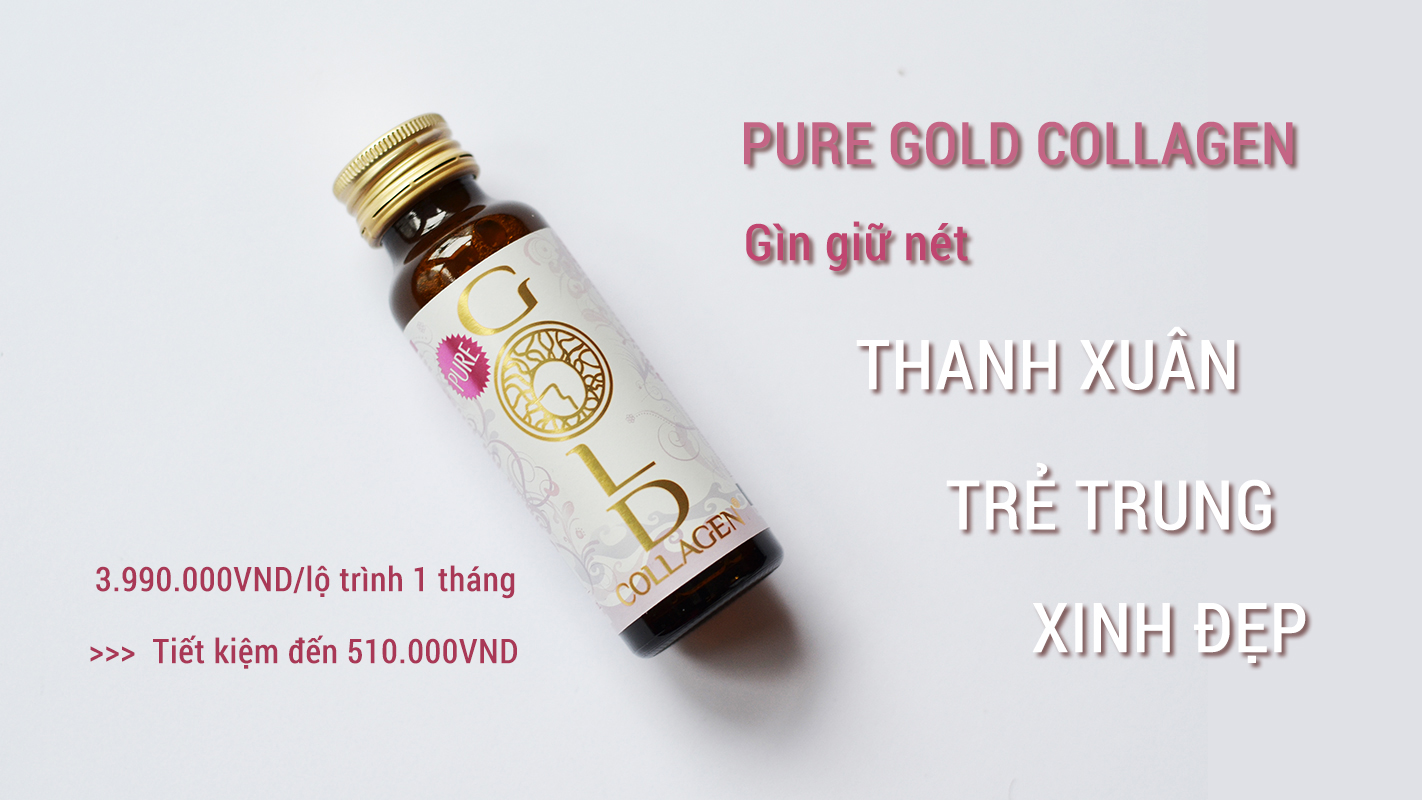 PURE GOLD COLLAGEN
Gìn giữ nét
THANH XUÂN
TRẺ TRUNG
XINH ĐẸP
GOLD
PURE
COLLAGEN
3.990.000VND/lộ trình 1 tháng
>>> Tiết kiệm đến 510.000VND